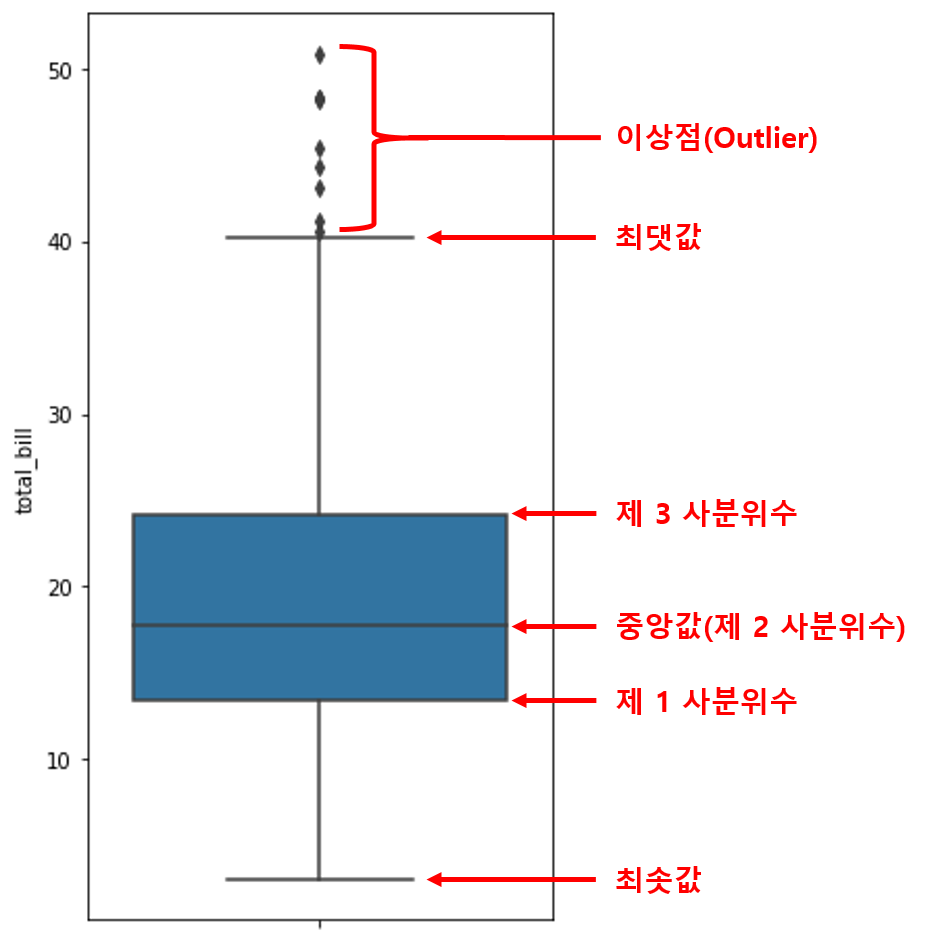 50
이상점(Outlier)
40
최댓값
30
total_bill
제 3 사분위수
20
중앙값(제 2 사분위수)
제 1 사분위수
10
최솟값